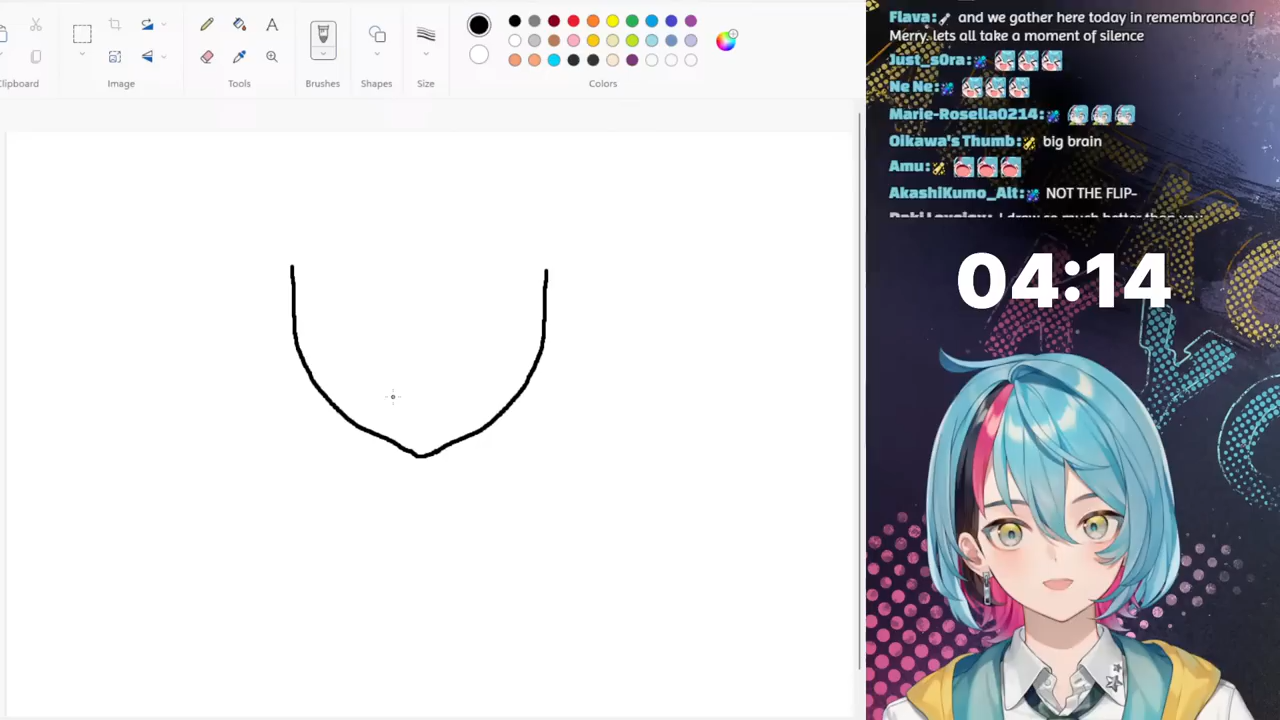 Clipboard
Image
Tools
Brushes
Shapes
Size
Colors
Flava: and we gather here today in remembrance of
Merry. lets all take a moment of silence
Just_s0ra:
Ne Ne:
Marie-Rosella0214:
Oikawa's Thumb: big brain
Amu:
AkashiKumo_Alt: NOT THE FLIP-
04:14